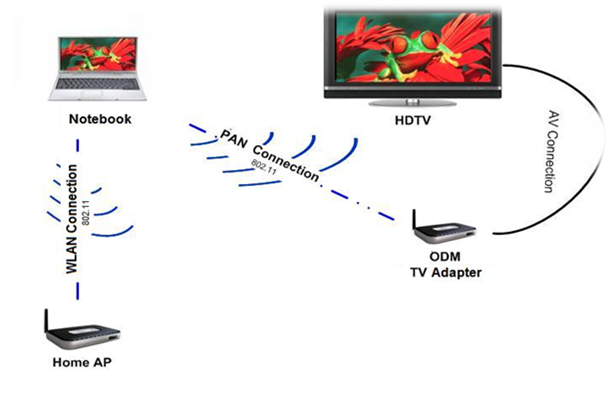 Notebook
HDTV
AV Connection
PAN Connection
802.11
WLAN Connection
802.11
ODM
TV Adapter
Home AP